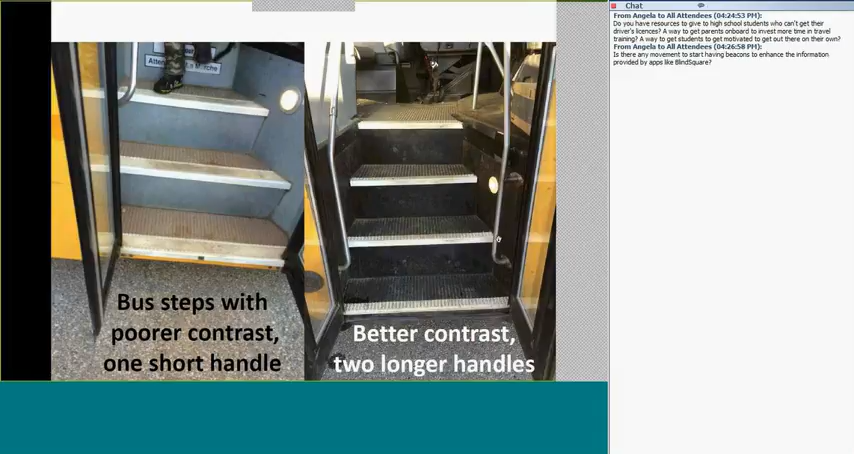 Chat
From Angela to All Attendees (04:24:53 PM):
Do you have resources to give to high school students who can't get their
driver's licences? A way to get parents onboard to invest more time in travel
training? A way to get students to get motivated to get out there on their own?
From Angela to All Attendees (04:26:58 PM):
Is there any movement to start having beacons to enhance the information
provided by apps like BlindSquare?
Bus steps with
poorer contrast,
one short handle
Better contrast,
two longer handles